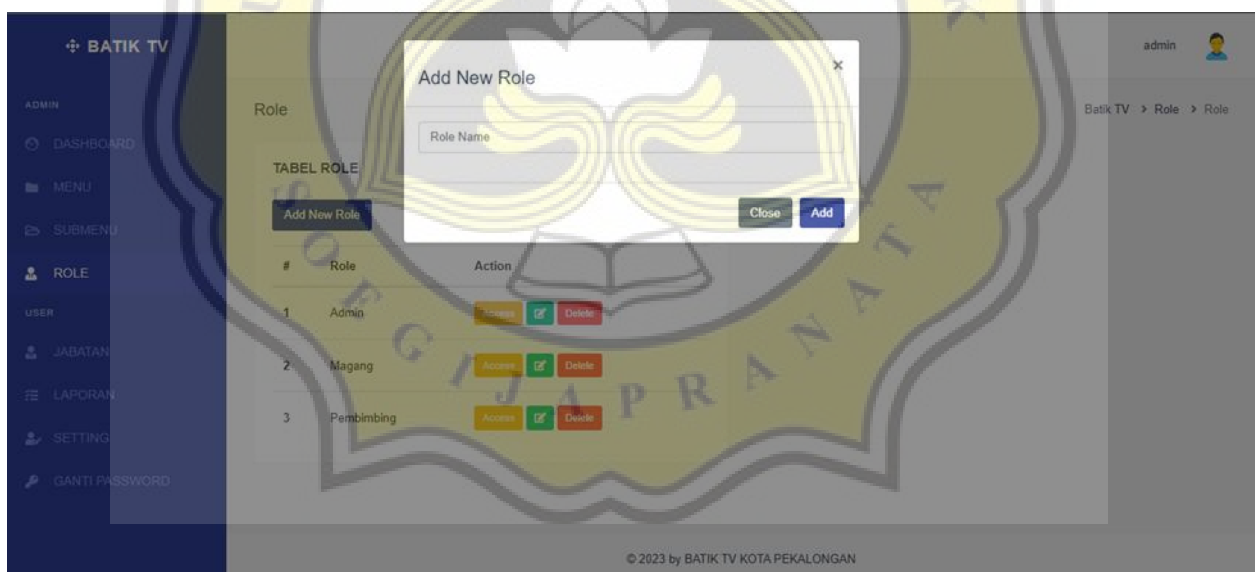 BATIK TV
admin
ADMIN
DASHBOARD
MENU
SUBMENU
ROLE
USER
JABATAN
LAPORAN
SETTING
GANTI PASSWORD
Role
Batik TV > Role > Role
Add New Role
×
Role Name
Close Add
TABEL ROLE
Add New Role
# Role Action
1 Admin Access Delete
2 Magang Access Delete
3 Pembimbing Access Delete
SOEGIJAPRANATA
© 2023 by BATIK TV KOTA PEKALONGAN